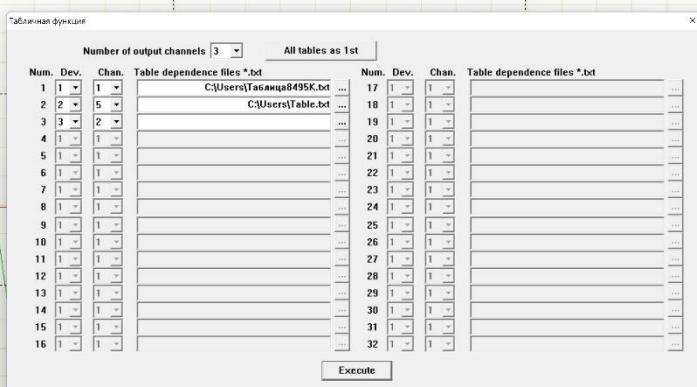 Табличная функция
Number of output channels 3 All tables as 1st
Num. Dev. Chan. Table dependence files *.txt Num. Dev. Chan. Table dependence files *.txt
1 1 1 C:\Users\Таблица8495К.txt ... 17 1 1 ...
2 2 5 C:\Users\Table.txt ... 18 1 1 ...
3 3 2 ... 19 1 1 ...
4 1 1 ... 20 1 1 ...
5 1 1 ... 21 1 1 ...
6 1 1 ... 22 1 1 ...
7 1 1 ... 23 1 1 ...
8 1 1 ... 24 1 1 ...
9 1 1 ... 25 1 1 ...
10 1 1 ... 26 1 1 ...
11 1 1 ... 27 1 1 ...
12 1 1 ... 28 1 1 ...
13 1 1 ... 29 1 1 ...
14 1 1 ... 30 1 1 ...
15 1 1 ... 31 1 1 ...
16 1 1 ... 32 1 1 ...
Execute